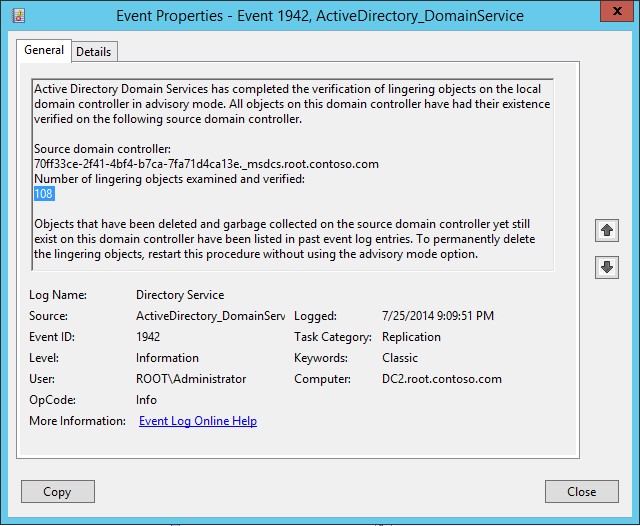 Event Properties - Event 1942, ActiveDirectory_DomainService
x
General Details
Active Directory Domain Services has completed the verification of lingering objects on the local
domain controller in advisory mode. All objects on this domain controller have had their existence
verified on the following source domain controller.
Source domain controller:
70ff33ce-2f41-4bf4-b7ca-7fa71d4ca13e._msdcs.root.contoso.com
Number of lingering objects examined and verified:
108
Objects that have been deleted and garbage collected on the source domain controller yet still
exist on this domain controller have been listed in past event log entries. To permanently delete
the lingering objects, restart this procedure without using the advisory mode option.
Log Name: Directory Service
Source: ActiveDirectory_DomainServ Logged: 7/25/2014 9:09:51 PM
Event ID: 1942 Task Category: Replication
Level: Information Keywords: Classic
User: ROOT\Administrator Computer: DC2.root.contoso.com
OpCode: Info
More Information: Event Log Online Help
Copy Close